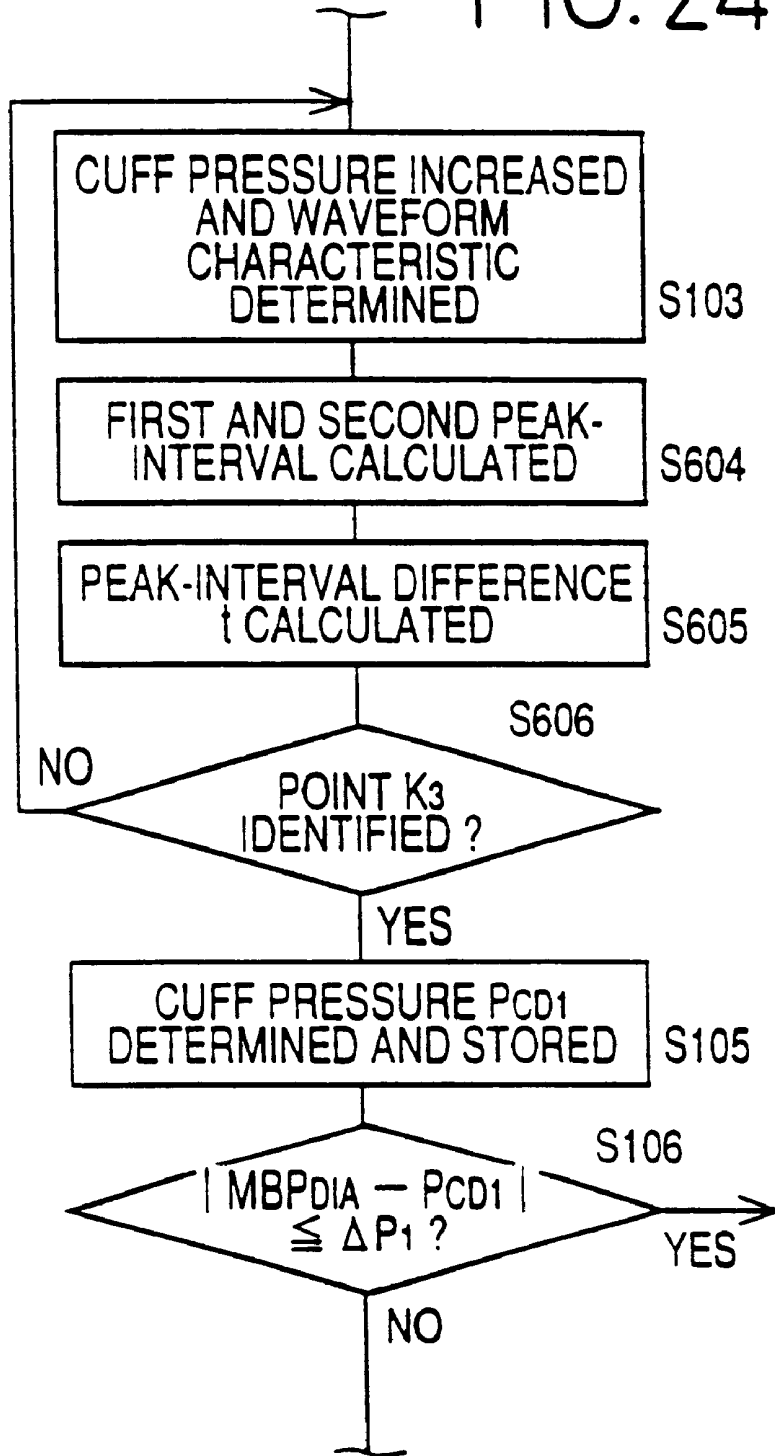 FIG. 24
CUFF PRESSURE INCREASED
AND WAVEFORM
CHARACTERISTIC
DETERMINED
S103
FIRST AND SECOND PEAK-
INTERVAL CALCULATED
S604
PEAK-INTERVAL DIFFERENCE
t CALCULATED
S605
S606
NO
POINT K3
IDENTIFIED ?
YES
CUFF PRESSURE PCD1
DETERMINED AND STORED
S105
S106
| MBPDIA − PCD1 |
≦ ΔP1 ?
YES
NO